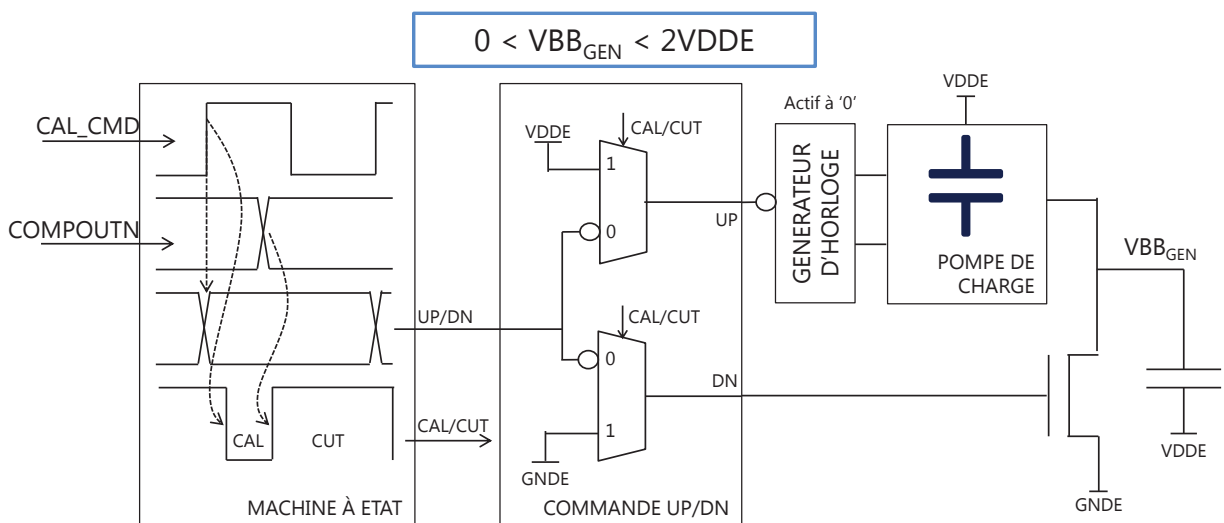 0 < VBB_GEN < 2VDDE
CAL_CMD
COMPOUTN
UP/DN
CAL
CUT
CAL/CUT
MACHINE À ETAT
VDDE
CAL/CUT
1
0
UP
CAL/CUT
0
1
DN
GNDE
COMMANDE UP/DN
Actif à ‘0’
GENERATEUR
D’HORLOGE
VDDE
POMPE DE
CHARGE
VBB_GEN
VDDE
GNDE